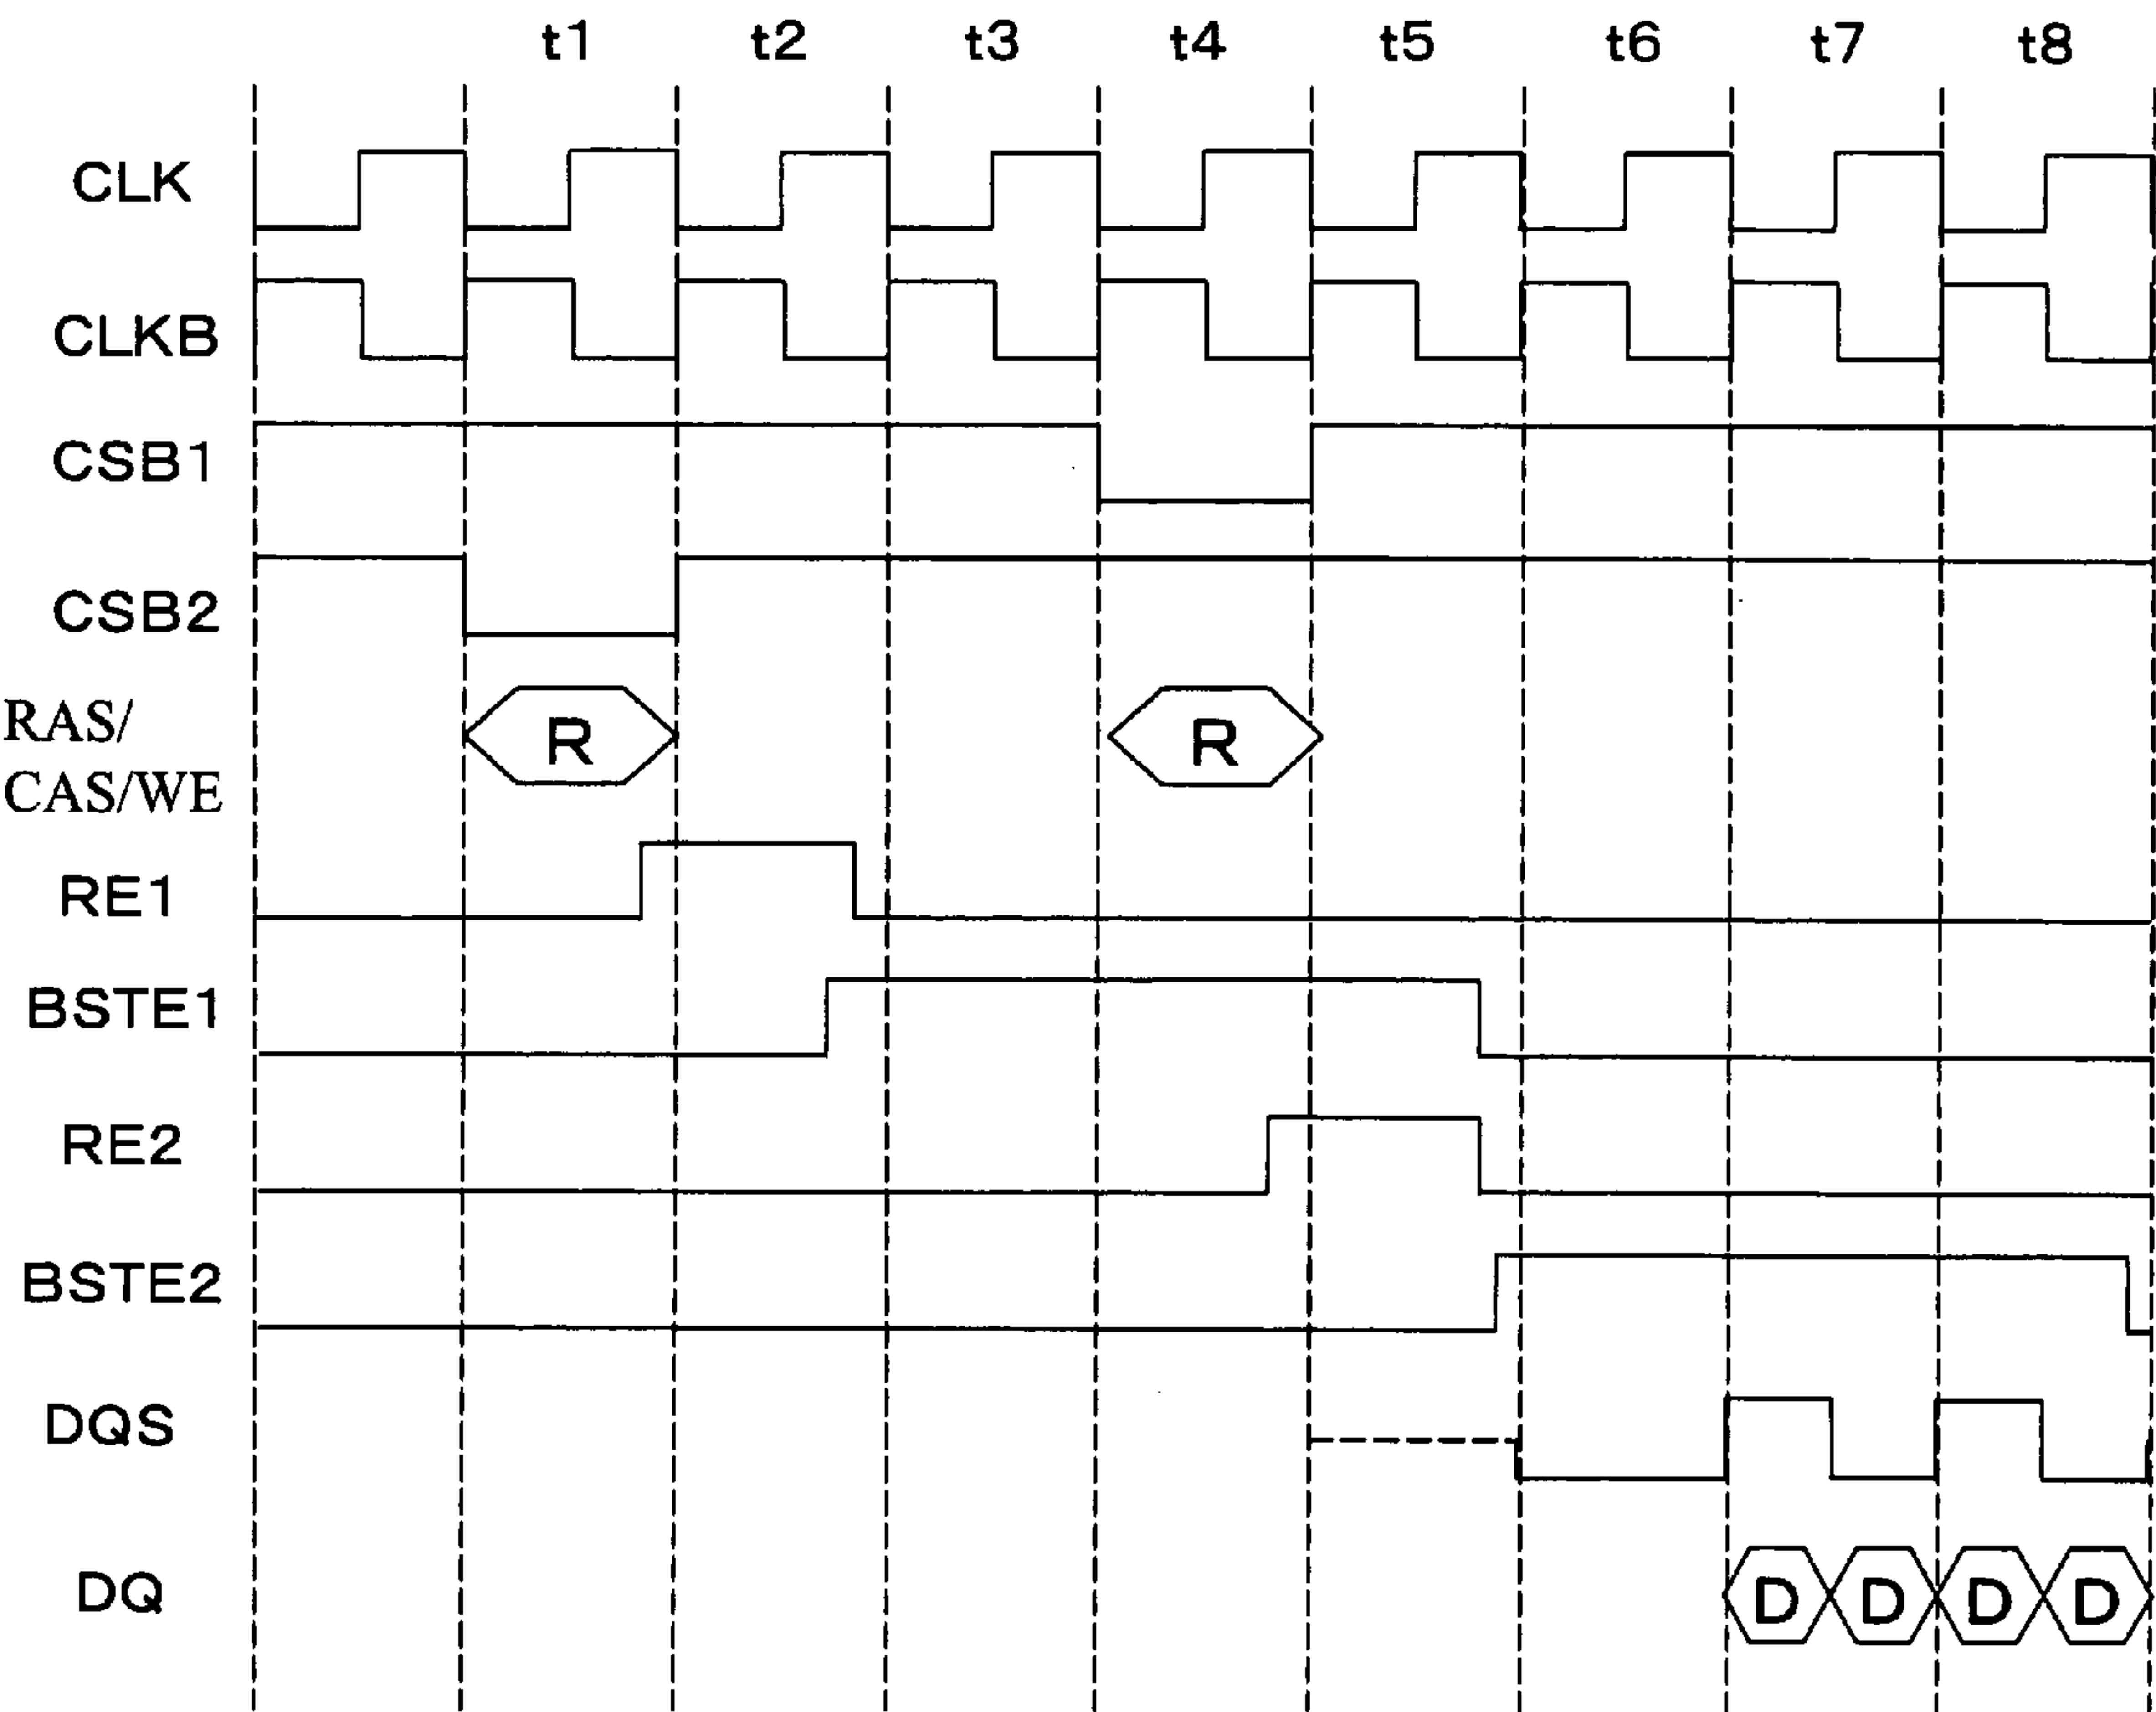 t1 t2 t3 t4 t5 t6 t7 t8
CLK
CLKB
CSB1
CSB2
RAS/
CAS/WE
R R
RE1
BSTE1
RE2
BSTE2
DQS
DQ
D D D D